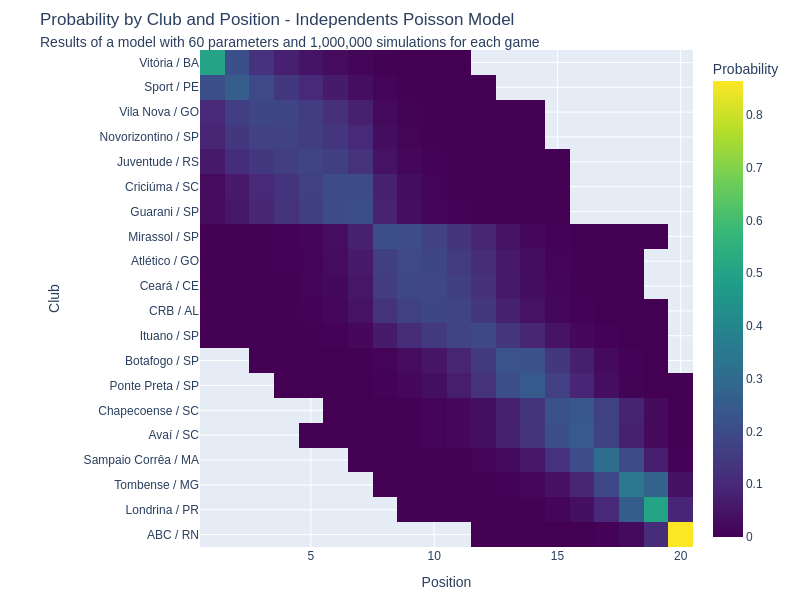 Probability by Club and Position - Independents Poisson Model
Results of a model with 60 parameters and 1,000,000 simulations for each game
Probability
Vitória / BA
Sport / PE
Vila Nova / GO
Novorizontino / SP
Juventude / RS
Criciúma / SC
Guarani / SP
Mirassol / SP
Atlético / GO
Ceará / CE
CRB / AL
Ituano / SP
Botafogo / SP
Ponte Preta / SP
Chapecoense / SC
Avaí / SC
Sampaio Corrêa / MA
Tombense / MG
Londrina / PR
ABC / RN
Club
5
10
15
20
Position
0.8
0.7
0.6
0.5
0.4
0.3
0.2
0.1
0